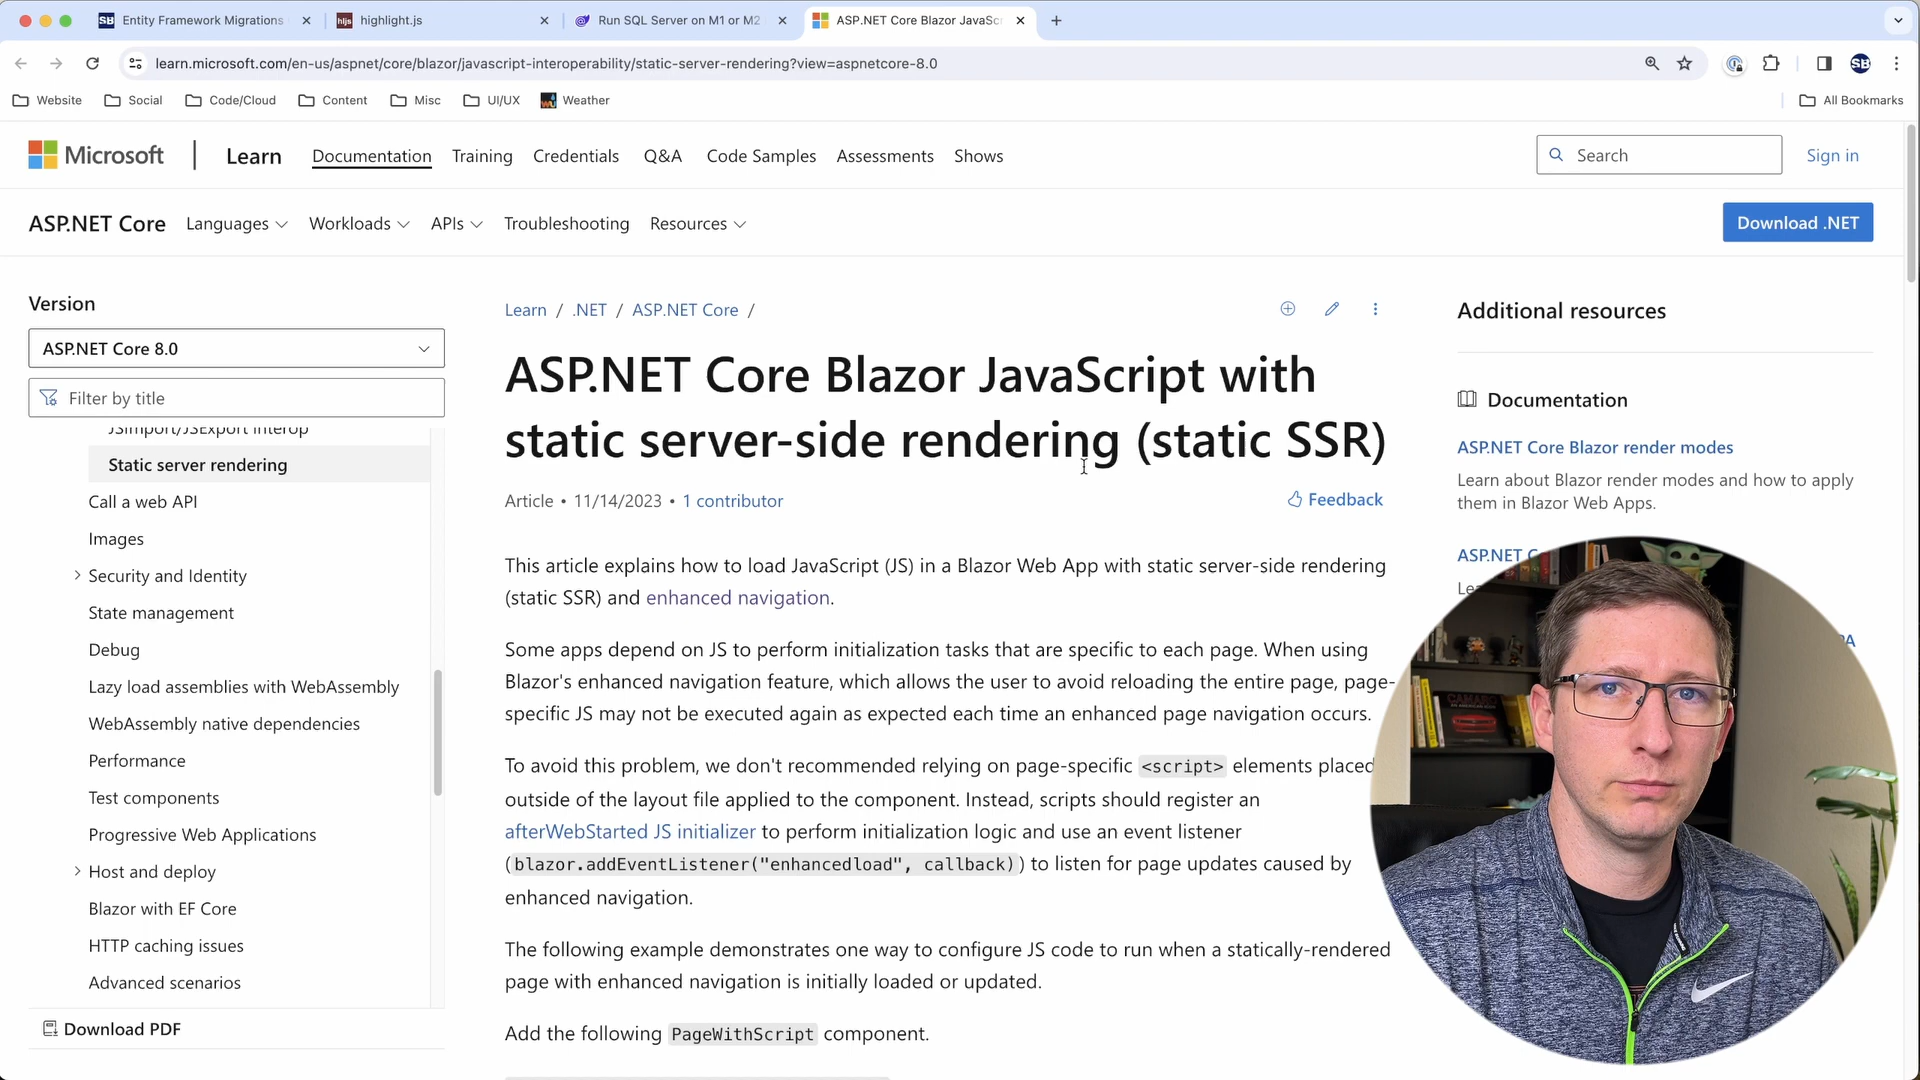 SB Entity Framework Migrations
hljs highlight.js
Run SQL Server on M1 or M2
ASP.NET Core Blazor JavaSc
learn.microsoft.com/en-us/aspnet/core/blazor/javascript-interoperability/static-server-rendering?view=aspnetcore-8.0
SB
Website
Social
Code/Cloud
Content
Misc
UI/UX
Weather
All Bookmarks
Microsoft
Learn
Documentation
Training
Credentials
Q&A
Code Samples
Assessments
Shows
Search
Sign in
ASP.NET Core
Languages
Workloads
APIs
Troubleshooting
Resources
Download .NET
Version
ASP.NET Core 8.0
Filter by title
JSImport/JSExport interop
Static server rendering
Call a web API
Images
Security and Identity
State management
Debug
Lazy load assemblies with WebAssembly
WebAssembly native dependencies
Performance
Test components
Progressive Web Applications
Host and deploy
Blazor with EF Core
HTTP caching issues
Advanced scenarios
Download PDF
Learn / .NET / ASP.NET Core /
ASP.NET Core Blazor JavaScript with
static server-side rendering (static SSR)
Article • 11/14/2023 • 1 contributor
Feedback
This article explains how to load JavaScript (JS) in a Blazor Web App with static server-side rendering
(static SSR) and enhanced navigation.
Some apps depend on JS to perform initialization tasks that are specific to each page. When using
Blazor's enhanced navigation feature, which allows the user to avoid reloading the entire page, page-
specific JS may not be executed again as expected each time an enhanced page navigation occurs.
To avoid this problem, we don't recommended relying on page-specific <script> elements placed
outside of the layout file applied to the component. Instead, scripts should register an
afterWebStarted JS initializer to perform initialization logic and use an event listener
(blazor.addEventListener("enhancedload", callback)) to listen for page updates caused by
enhanced navigation.
The following example demonstrates one way to configure JS code to run when a statically-rendered
page with enhanced navigation is initially loaded or updated.
Add the following PageWithScript component.
Additional resources
Documentation
ASP.NET Core Blazor render modes
Learn about Blazor render modes and how to apply
them in Blazor Web Apps.
ASP.NET
CAMARO